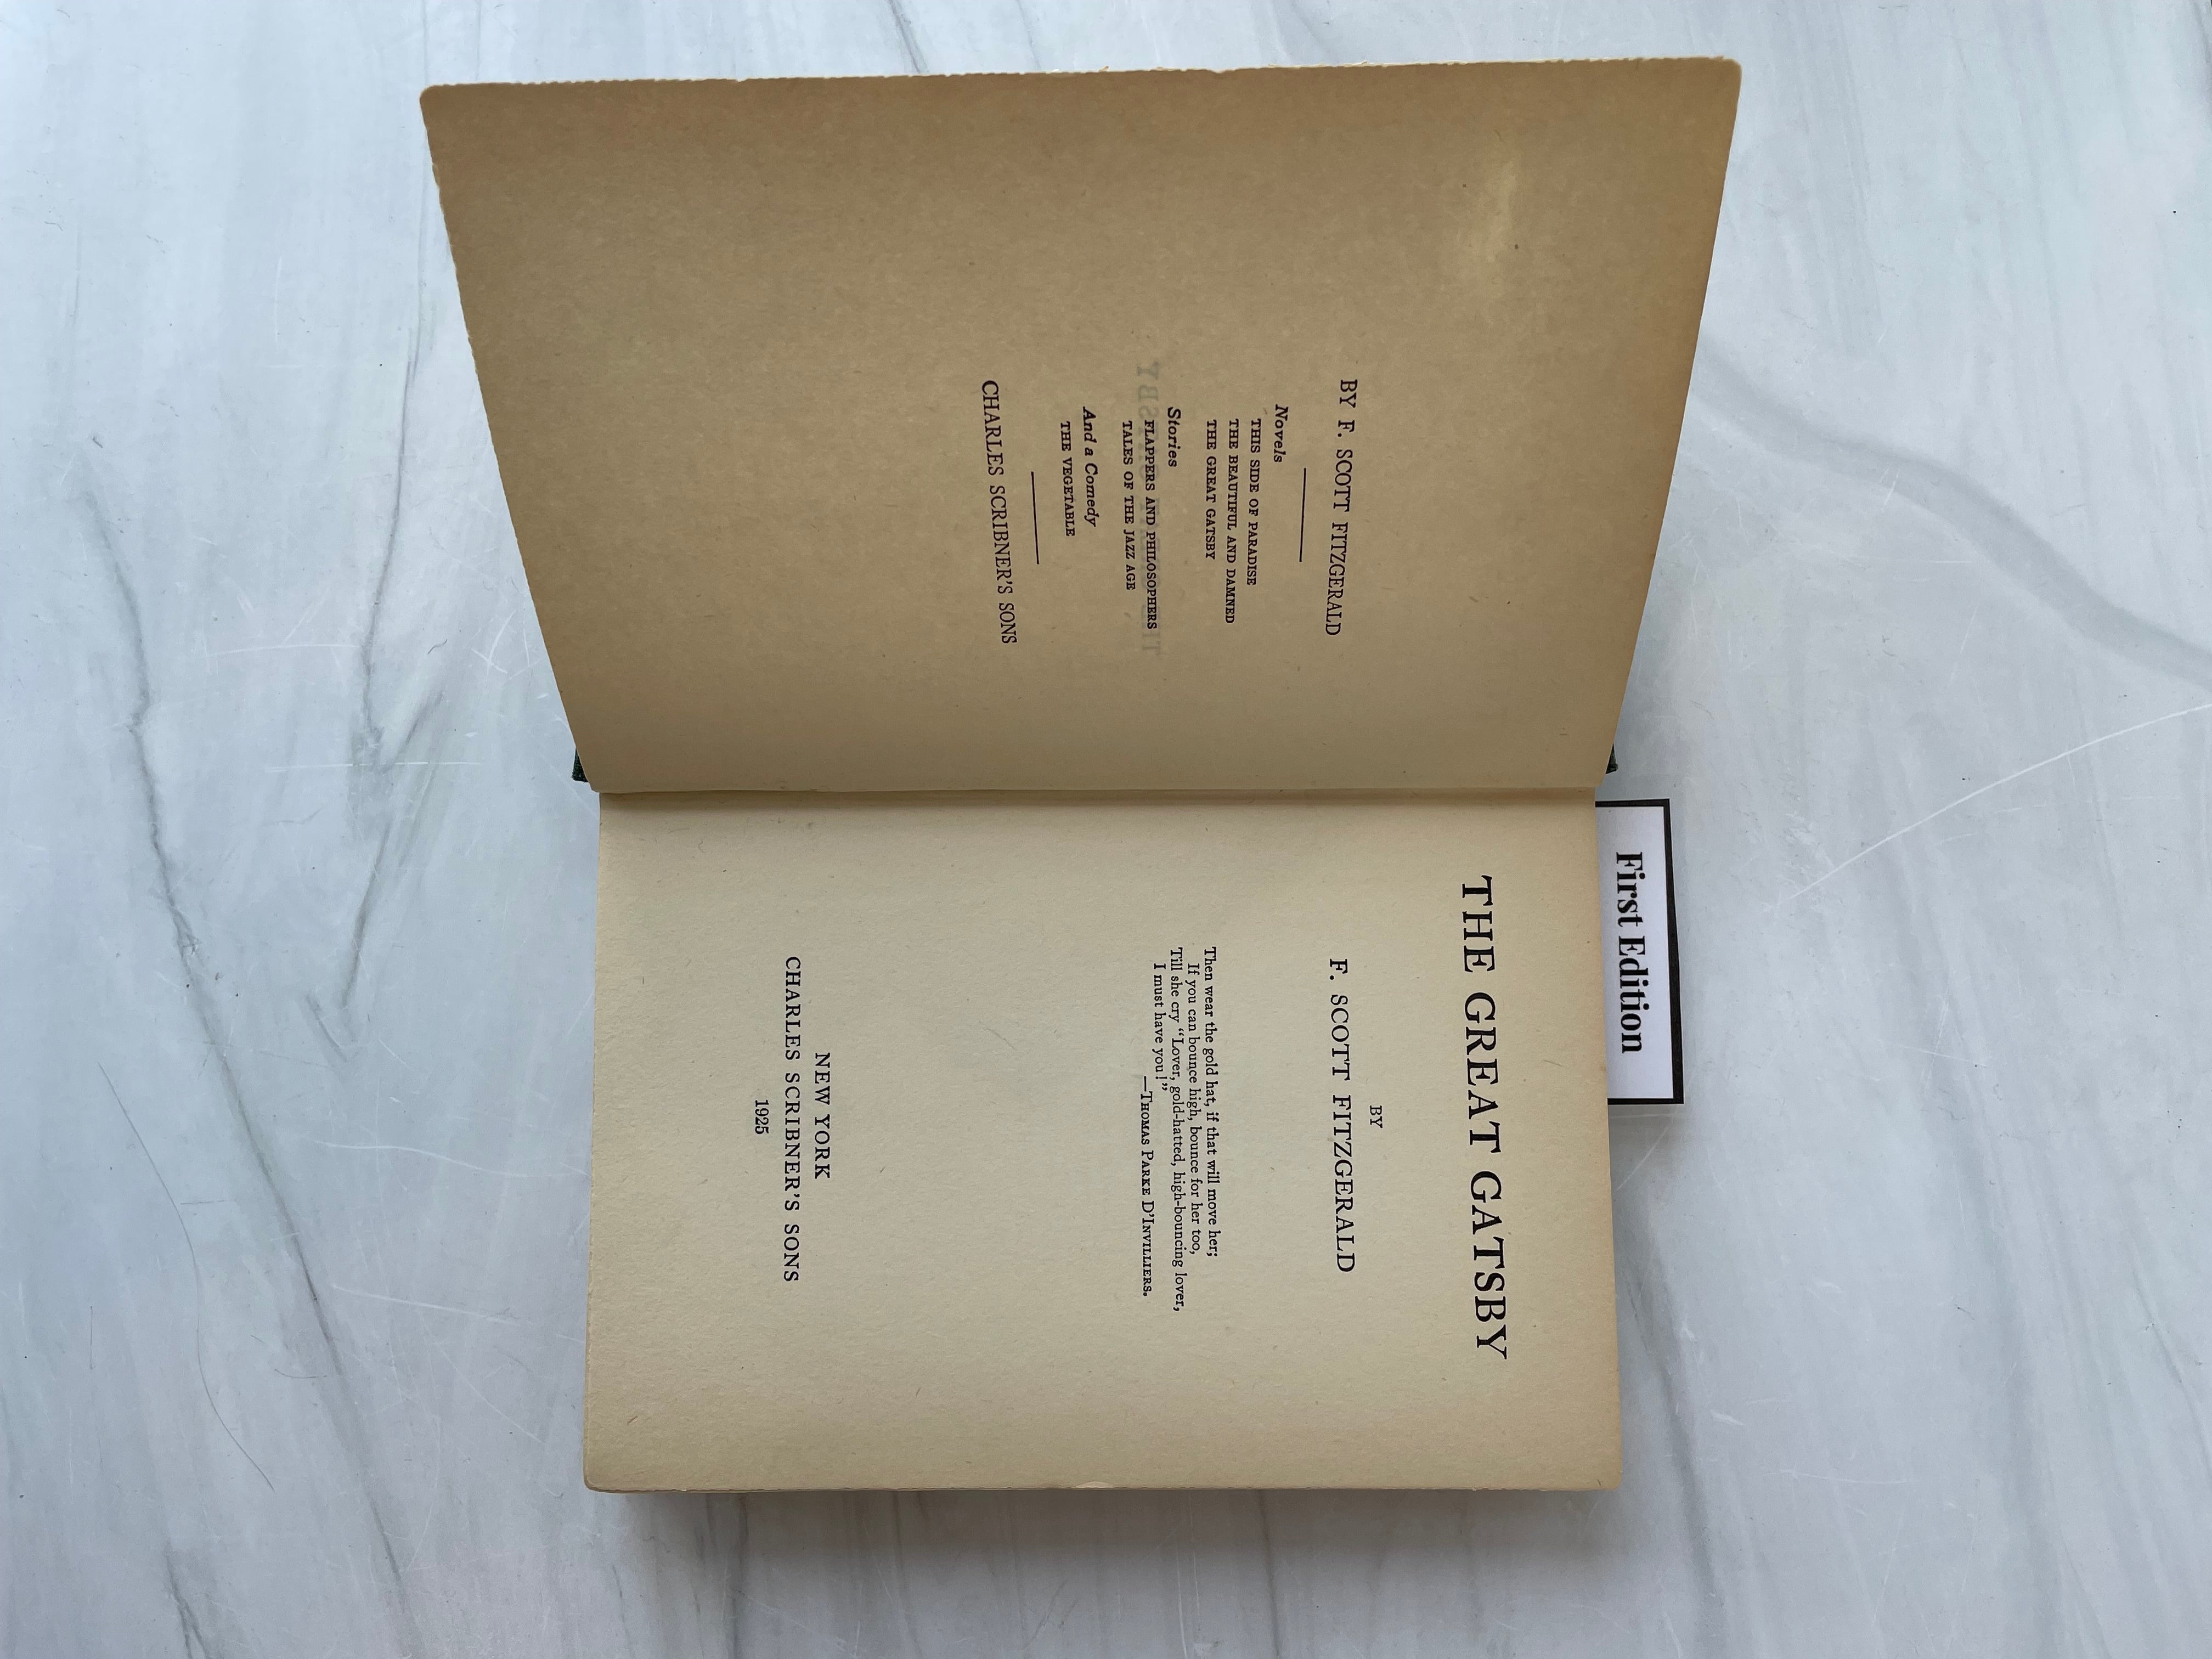 First Edition
BY F. SCOTT FITZGERALD
Novels
THIS SIDE OF PARADISE
THE BEAUTIFUL AND DAMNED
THE GREAT GATSBY
Stories
FLAPPERS AND PHILOSOPHERS
TALES OF THE JAZZ AGE
And a Comedy
THE VEGETABLE
CHARLES SCRIBNER'S SONS
THE GREAT GATSBY
BY
F. SCOTT FITZGERALD
Then wear the gold hat, if that will move her;
If you can bounce high, bounce for her too,
Till she cry "Lover, gold-hatted, high-bouncing lover,
I must have you!"
—THOMAS PARKE D'INVILLIERS.
NEW YORK
CHARLES SCRIBNER'S SONS
1925